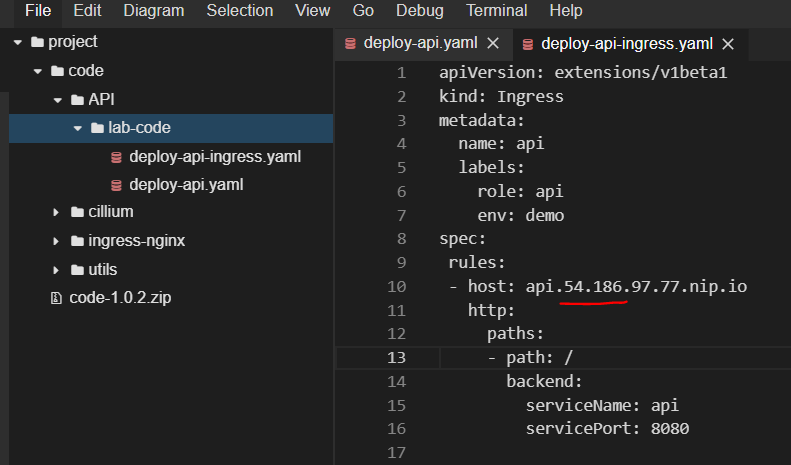 File Edit Diagram Selection View Go Debug Terminal Help
project
code
API
lab-code
deploy-api-ingress.yaml
deploy-api.yaml
cillium
ingress-nginx
utils
code-1.0.2.zip
deploy-api.yaml deploy-api-ingress.yaml
1 apiVersion: extensions/v1beta1
2 kind: Ingress
3 metadata:
4   name: api
5   labels:
6     role: api
7     env: demo
8 spec:
9  rules:
10  - host: api.54.186.97.77.nip.io
11    http:
12      paths:
13      - path: /
14        backend:
15          serviceName: api
16          servicePort: 8080
17